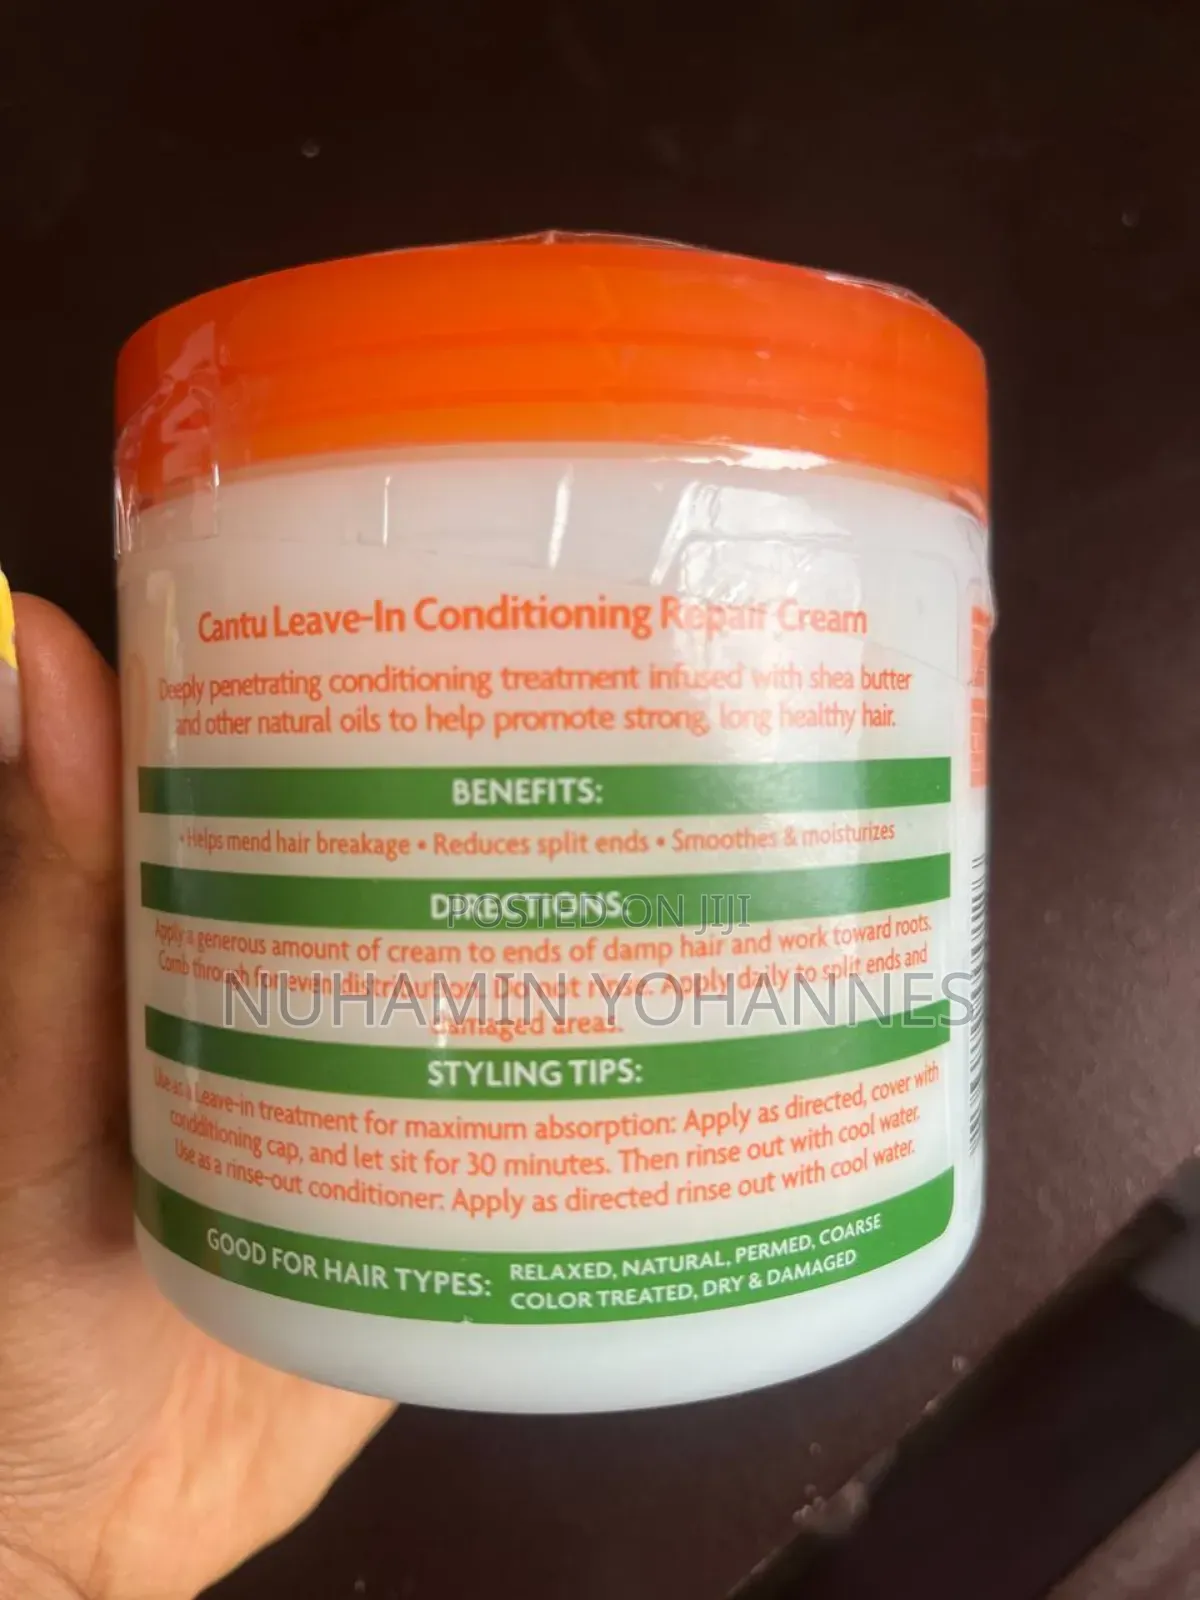 Cantu Leave-In Conditioning Repair Cream
Deeply penetrating conditioning treatment infused with shea butter
and other natural oils to help promote strong, long healthy hair.
BENEFITS:
• Helps mend hair breakage • Reduces split ends • Smoothes & moisturizes
DIRECTIONS:
POSTED ON JIJI
Apply a generous amount of cream to ends of damp hair and work toward roots.
Comb through for even distribution. Do not rinse. Apply daily to split ends and
NUHAMIN YOHANNES
damaged areas.
STYLING TIPS:
Use as a Leave-in treatment for maximum absorption: Apply as directed, cover with
condditioning cap, and let sit for 30 minutes. Then rinse out with cool water.
Use as a rinse-out conditioner: Apply as directed rinse out with cool water.
GOOD FOR HAIR TYPES:
RELAXED, NATURAL, PERMED, COARSE
COLOR TREATED, DRY & DAMAGED